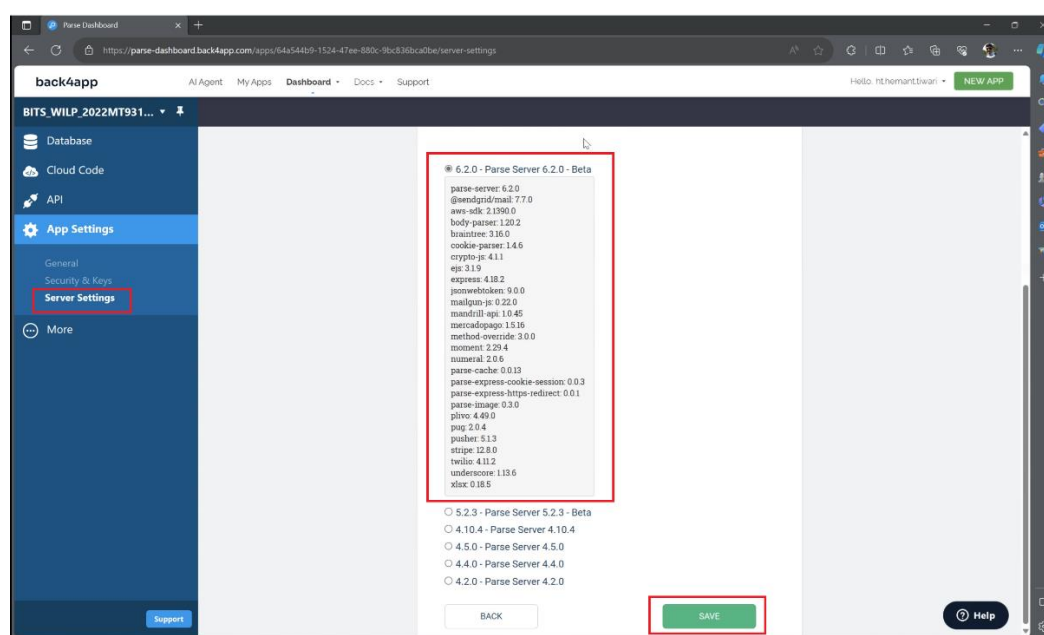 Parse Dashboard
https://parse-dashboard.back4app.com/apps/64a544b9-1524-47ee-880c-9bc836bca0be/server-settings
back4app
AI Agent My Apps Dashboard Docs Support
Hello, nt.hemant.tiwari
NEW APP
BITS_WILP_2022MT931...
Database
Cloud Code
API
App Settings
General
Security & Keys
Server Settings
More
6.2.0 - Parse Server 6.2.0 - Beta
parse-server: 6.2.0
@sendgrid/mail: 7.7.0
aws-sdk: 2.1390.0
body-parser: 1.20.2
braintree: 3.16.0
cookie-parser: 1.4.6
crypto-js: 4.1.1
ejs: 3.1.9
express: 4.18.2
jsonwebtoken: 9.0.0
mailgun-js: 0.22.0
mandrill-api: 1.0.45
mercadopago: 1.5.16
method-override: 3.0.0
moment: 2.29.4
numeral: 2.0.6
parse-cache: 0.0.13
parse-express-cookie-session: 0.0.3
parse-express-https-redirect: 0.0.1
parse-image: 0.3.0
plivo: 4.49.0
pug: 2.0.4
pusher: 5.1.3
stripe: 12.8.0
twilio: 4.11.2
underscore: 1.13.6
xlsx: 0.18.5
5.2.3 - Parse Server 5.2.3 - Beta
4.10.4 - Parse Server 4.10.4
4.5.0 - Parse Server 4.5.0
4.4.0 - Parse Server 4.4.0
4.2.0 - Parse Server 4.2.0
BACK
SAVE
Support
Help